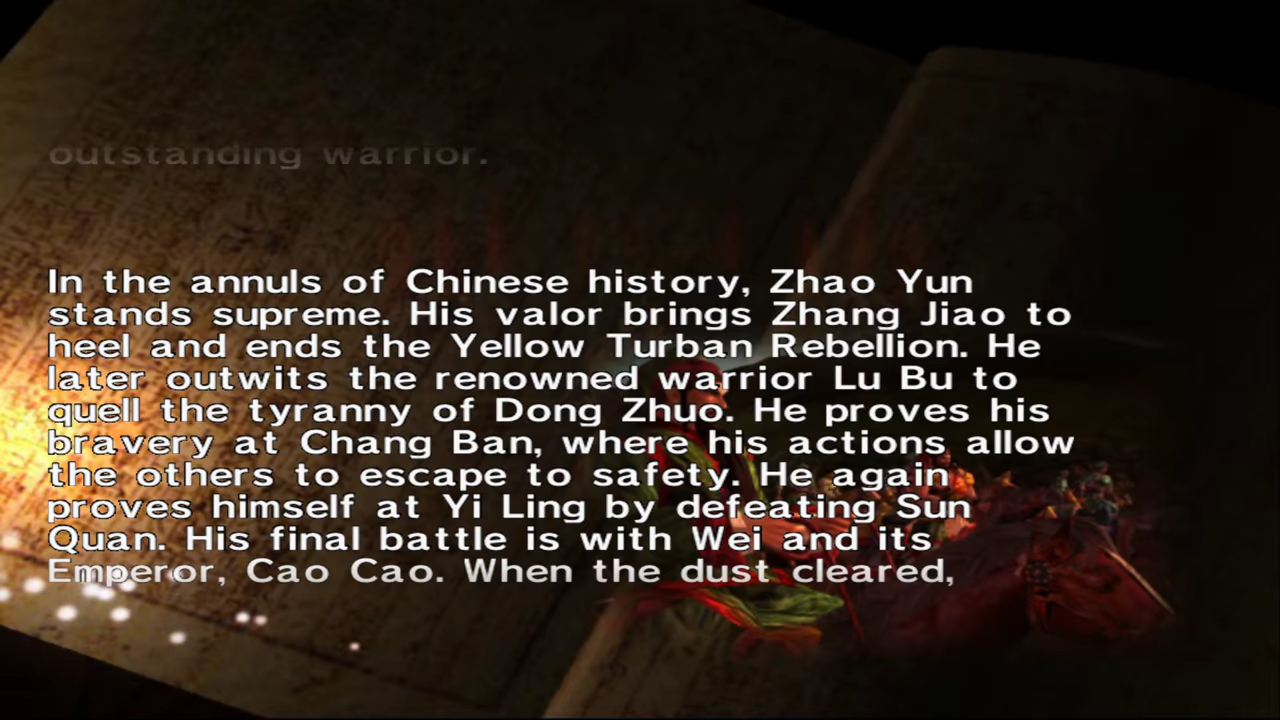 outstanding warrior.
In the annuls of Chinese history, Zhao Yun
stands supreme. His valor brings Zhang Jiao to
heel and ends the Yellow Turban Rebellion. He
later outwits the renowned warrior Lu Bu to
quell the tyranny of Dong Zhuo. He proves his
bravery at Chang Ban, where his actions allow
the others to escape to safety. He again
proves himself at Yi Ling by defeating Sun
Quan. His final battle is with Wei and its
Emperor, Cao Cao. When the dust cleared,